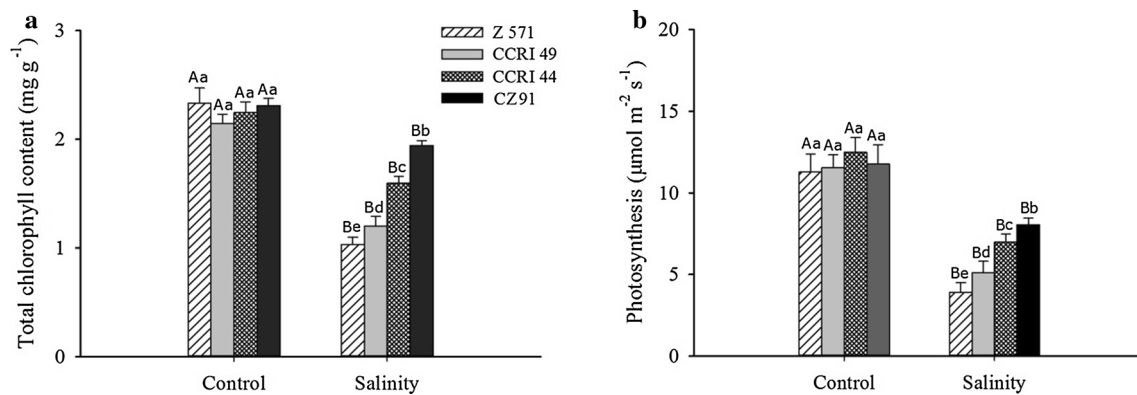 a
Total chlorophyll content (mg g⁻¹)
3
2
1
0
Z 571
CCRI 49
CCRI 44
CZ91
Aa Aa Aa Aa
Be Bd Bc Bb
Control Salinity
b
Photosynthesis (µmol m⁻² s⁻¹)
20
15
10
5
0
Aa Aa Aa Aa
Be Bd Bc Bb
Control Salinity